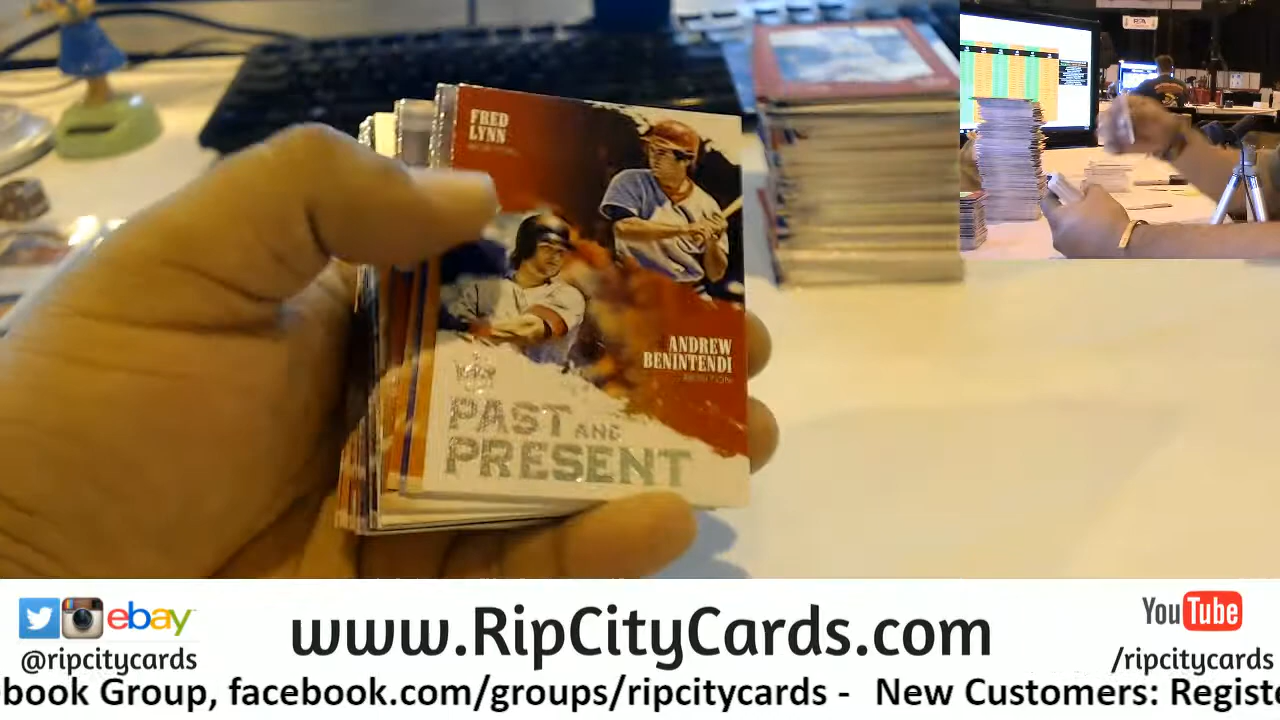 FRED
LYNN
ANDREW
BENINTENDI
PAST AND
PRESENT
ebay
@ripcitycards
www.RipCityCards.com
YouTube
/ripcitycards
book Group, facebook.com/groups/ripcitycards - New Customers: Registe